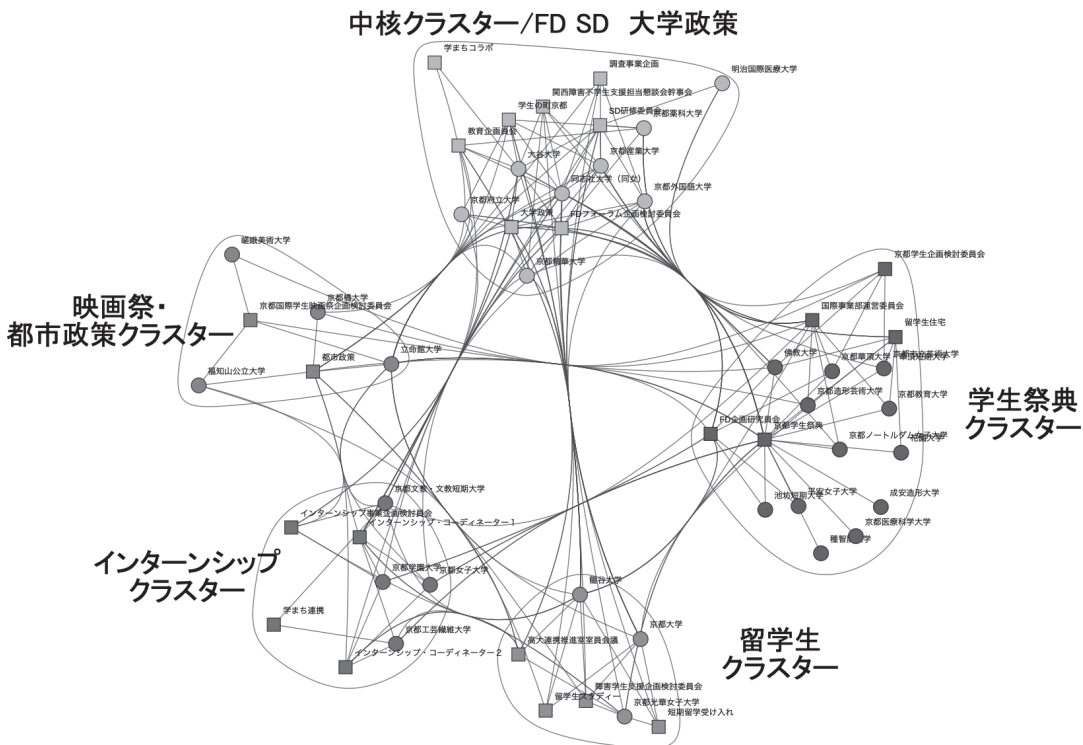 中核クラスター/FD SD　大学政策
学まちコラボ
調査事業企画
明治国際医療大学
関西障害不学生支援担当懇談会幹事会
学生の町京都
SD研修委員会
京都薬科大学
教育企画員会
大谷大学
京都産業大学
同志社大学（同女）
京都外国語大学
京都府立大学
大学政策
FDフォーラム企画検討委員会
京都精華大学
映画祭・
都市政策クラスター
嵯峨美術大学
京都橘大学
京都国際学生映画祭企画検討委員会
都市政策
立命館大学
福知山公立大学
学生祭典
クラスター
京都学生企画検討委員会
国際事業部運営委員会
留学生住宅
佛教大学
京都華頂大学
京都市立芸術大学
京都造形芸術大学
京都教育大学
FD企画研究員会
京都学生祭典
京都ノートルダム女子大学
池坊短期大学
平安女子大学
成安造形大学
京都医療科学大学
インターンシップ
クラスター
京都文教・文教短期大学
インターンシップ事業企画検討員会
インターンシップ・コーディネーター1
京都学園大学
京都女子大学
学まち連携
京都工芸繊維大学
インターンシップ・コーディネーター2
留学生
クラスター
龍谷大学
京都大学
高大連携推進室室員会議
障害学生支援企画検討委員会
留学生スタディー
京都光華女子大学
短期留学受け入れ